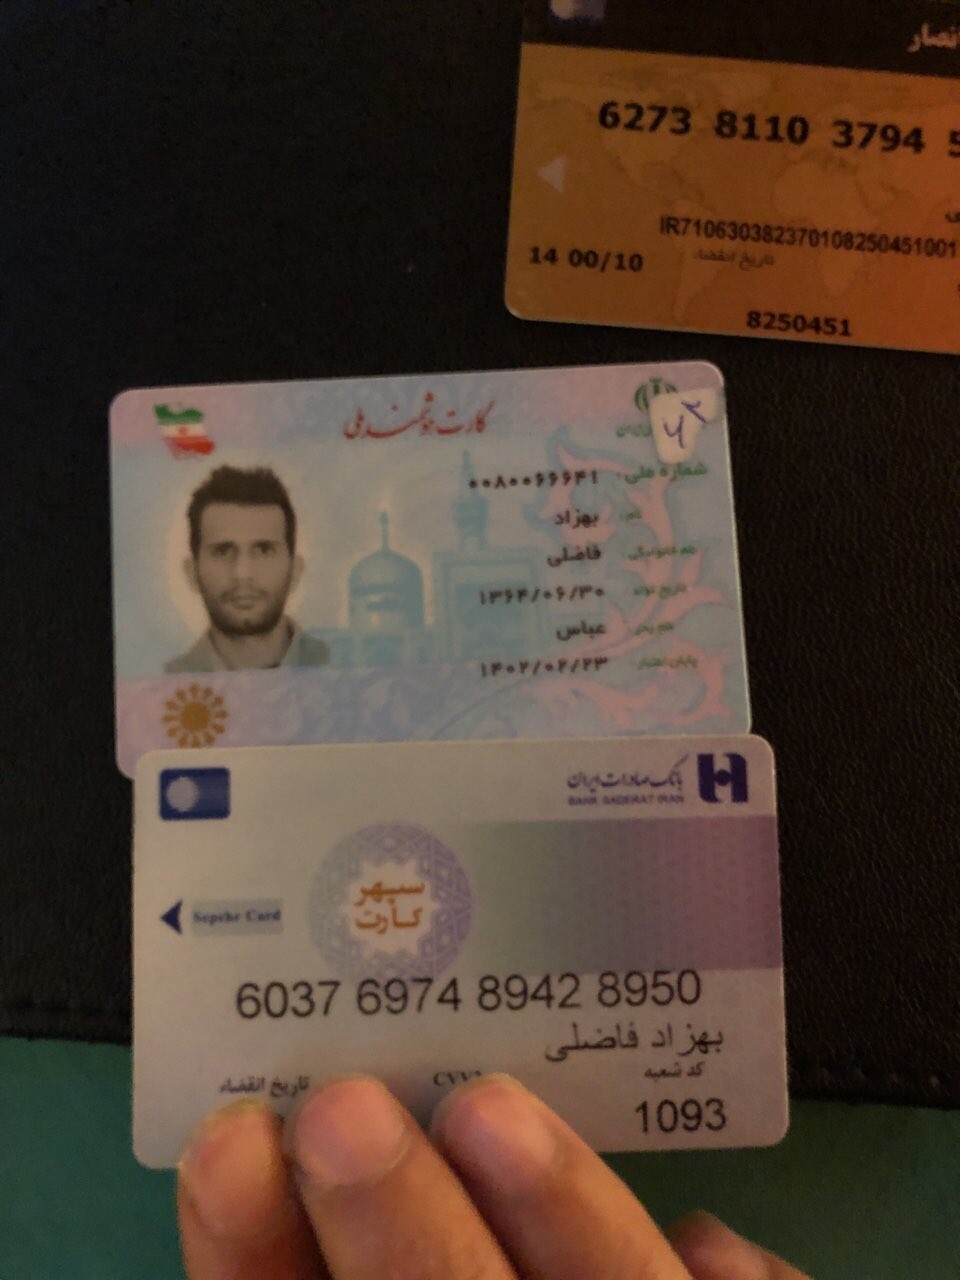 انصار
6273 8110 3794
IR710630382370108250451001
14 00/10 تاریخ انقضاء
8250451
کارت هوشمند ملی
شماره ملی: ۰۰۸۰۰۶۶۶۴۱
نام: بهزاد
نام خانوادگی: فاضلی
تاریخ تولد: ۱۳۶۴/۰۶/۳۰
نام پدر: عباس
پایان اعتبار: ۱۴۰۲/۰۲/۲۳
بانک صادرات ایران
BANK SADERAT IRAN
سپهر
کارت
Sepehr Card
6037 6974 8942 8950
بهزاد فاضلی
کد شعبه
CVV2
تاریخ انقضاء
1093